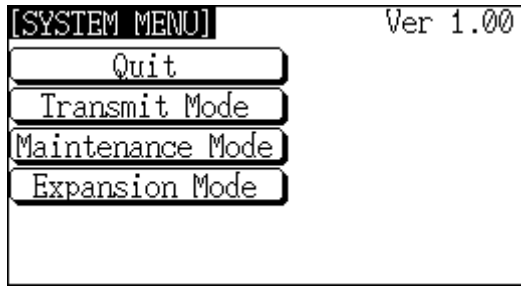 [SYSTEM MENU] Ver 1.00
Quit
Transmit Mode
Maintenance Mode
Expansion Mode